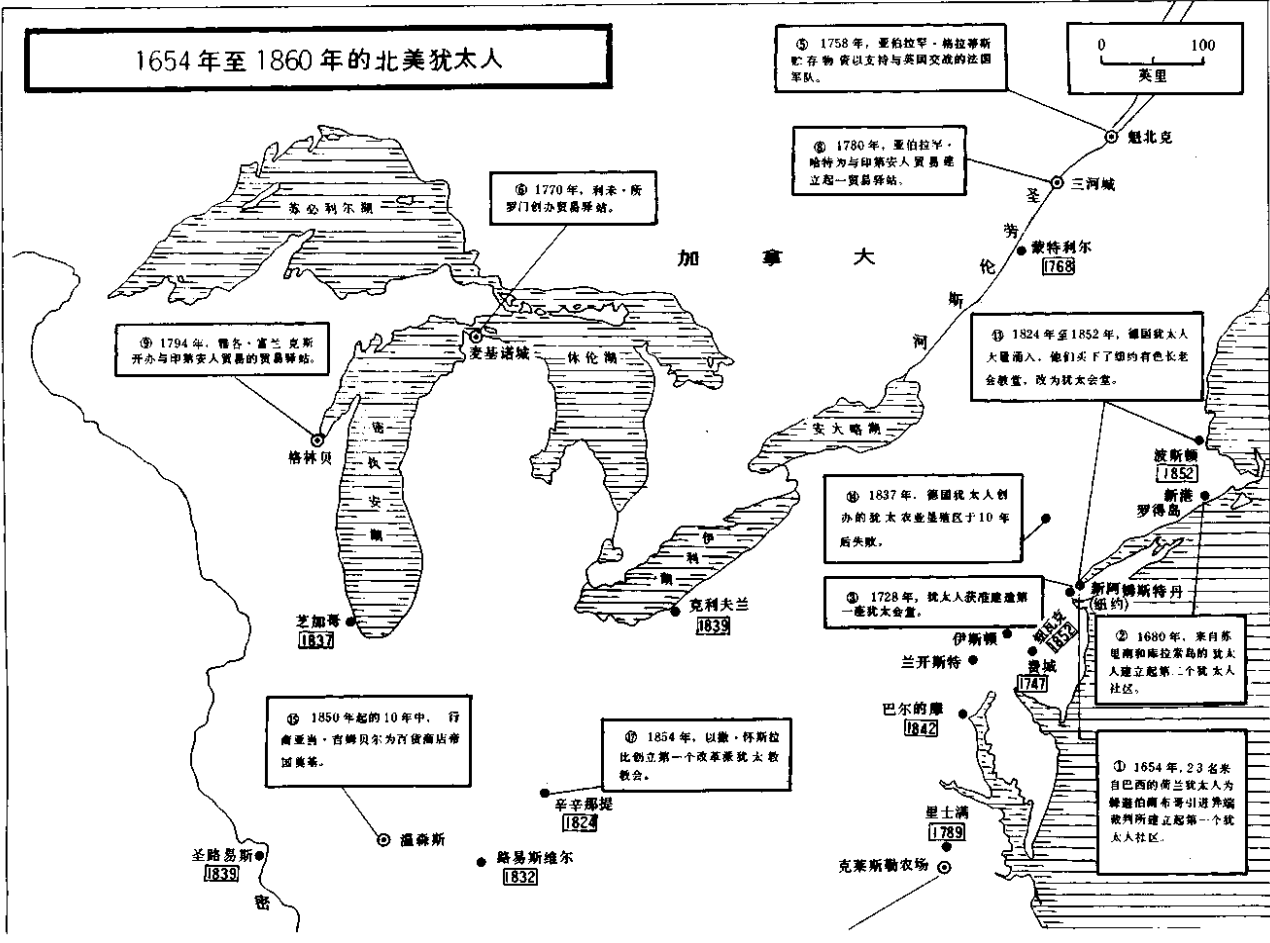 1654年至1860年的北美犹太人
⑤ 1758年，亚伯拉罕·格拉蒂斯
贮存物资以支持与英国交战的法国
军队。
0 100
英里
魁北克
1780年，亚伯拉罕·
哈特为与印第安人贸易建
立起一贸易驿站。
三河城
⑥ 1770年，利未·所
罗门创办贸易驿站。
苏必利尔湖
加拿大
圣劳伦斯河
蒙特利尔
1768
⑨ 1794年，雅各·富兰克斯
开办与印第安人贸易的贸易驿站。
麦基诺城
休伦湖
1824年至1852年，德国犹太人
大量涌入，他们买下了纽约有色长老
会教堂，改为犹太会堂。
格林贝
密执安湖
安大略湖
波斯顿
1852
新港
罗得岛
1837年，德国犹太人创
办的犹太农业垦殖区于10年
后失败。
伊利湖
③ 1728年，犹太人获准建造第
一座犹太会堂。
新阿姆斯特丹
(纽约)
克利夫兰
1839
芝加哥
1837
纽瓦克
1852
伊斯顿
兰开斯特
费城
1747
② 1680年，来自苏
里南和库拉索岛的犹太
人建立起第二个犹太人
社区。
巴尔的摩
1842
⑮ 1850年起的10年中，行
商亚当·吉姆贝尔为百货商店帝
国奠基。
⑰ 1854年，以撒·怀斯拉
比创立第一个改革派犹太教
教会。
① 1654年，23名来
自巴西的荷兰犹太人为
躲避伯南布哥引进异端
裁判所建立起第一个犹
太人社区。
辛辛那提
1824
里士满
1789
温森斯
圣路易斯
1839
路易斯维尔
1832
克莱斯勒农场
密